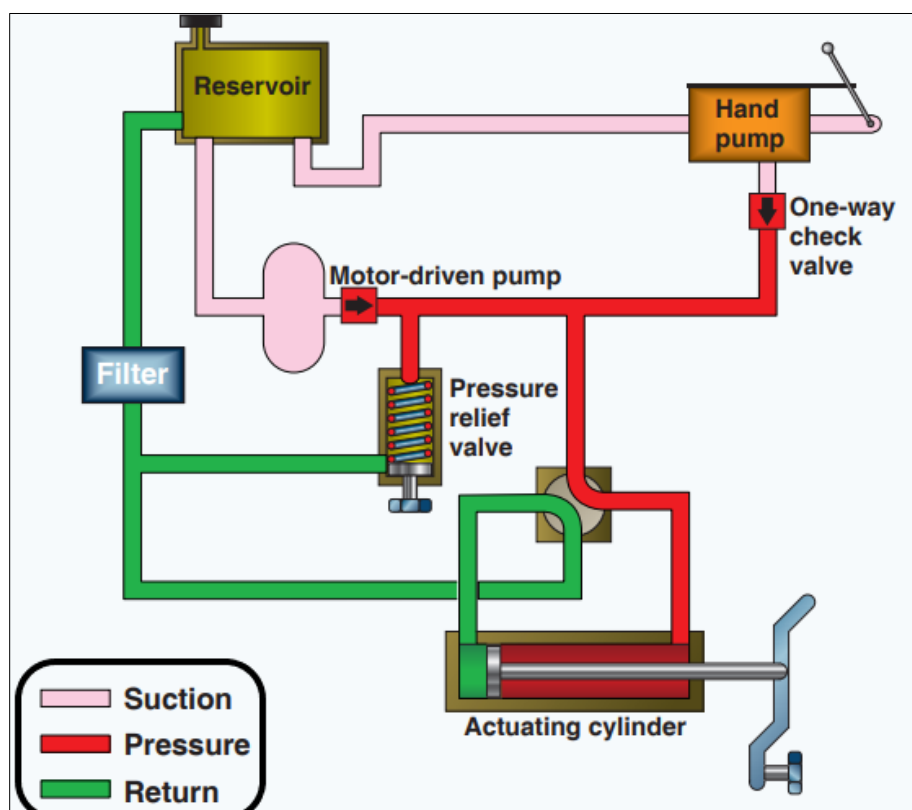 Reservoir
Hand
pump
One-way
check
valve
Motor-driven pump
Filter
Pressure
relief
valve
Actuating cylinder
Suction
Pressure
Return